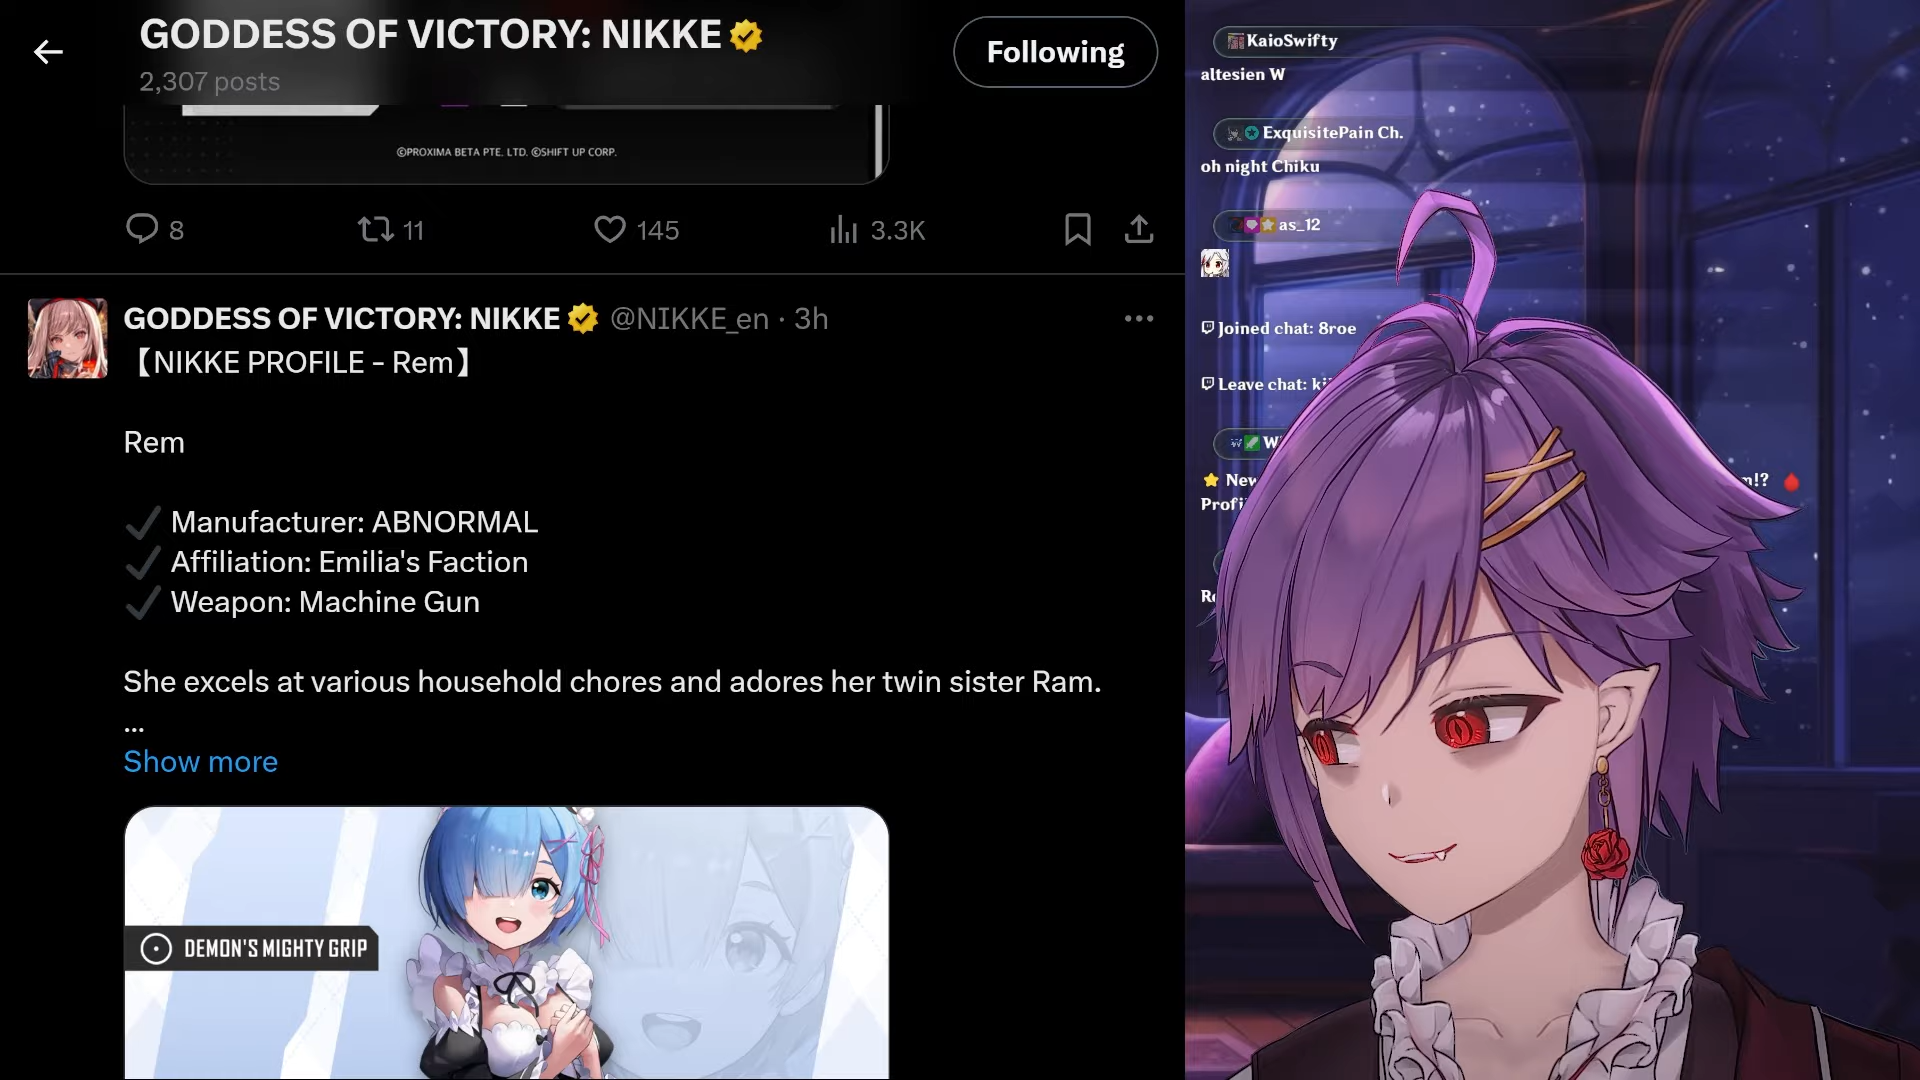 GODDESS OF VICTORY: NIKKE
2,307 posts
Following
©PROXIMA BETA PTE. LTD. ©SHIFT UP CORP.
8
11
145
3.3K
GODDESS OF VICTORY: NIKKE @NIKKE_en · 3h
【NIKKE PROFILE - Rem】
Rem
Manufacturer: ABNORMAL
Affiliation: Emilia's Faction
Weapon: Machine Gun
She excels at various household chores and adores her twin sister Ram.
...
Show more
DEMON'S MIGHTY GRIP
KaioSwifty
altesien W
ExquisitePain Ch.
oh night Chiku
as_12
Joined chat: 8roe
Leave chat: